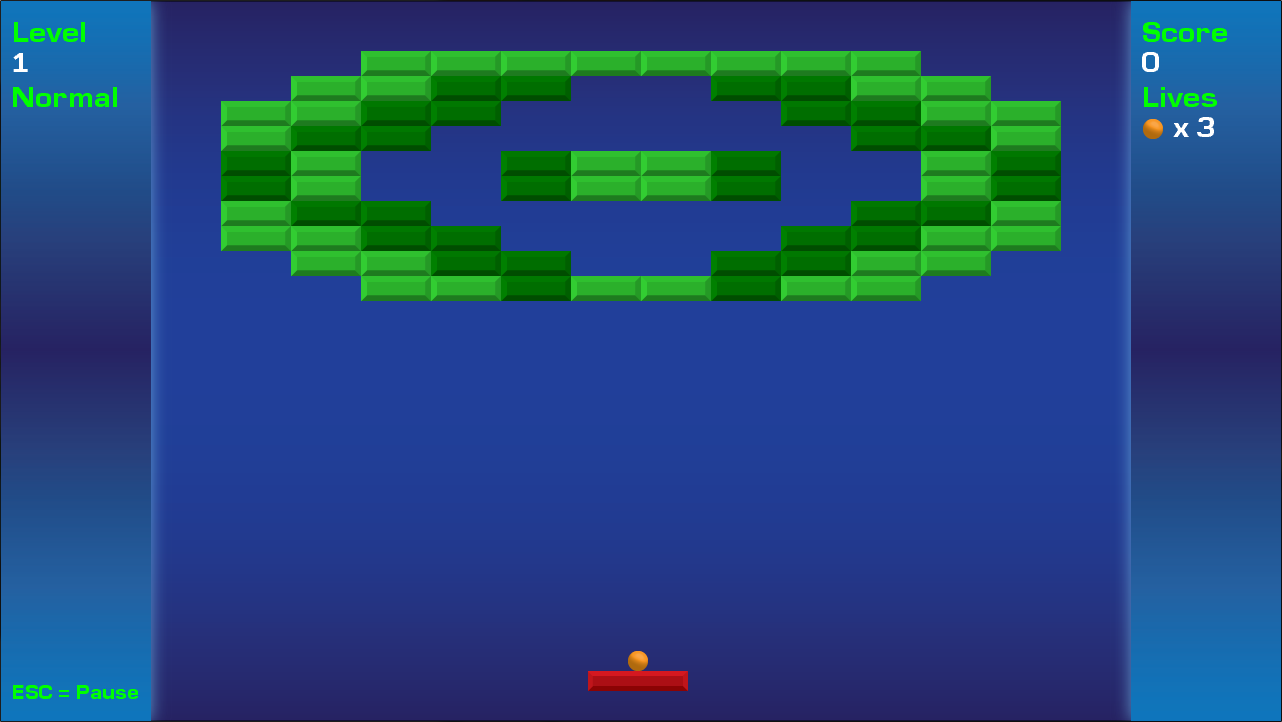 Level
1
Normal
ESC = Pause
Score
0
Lives
x 3